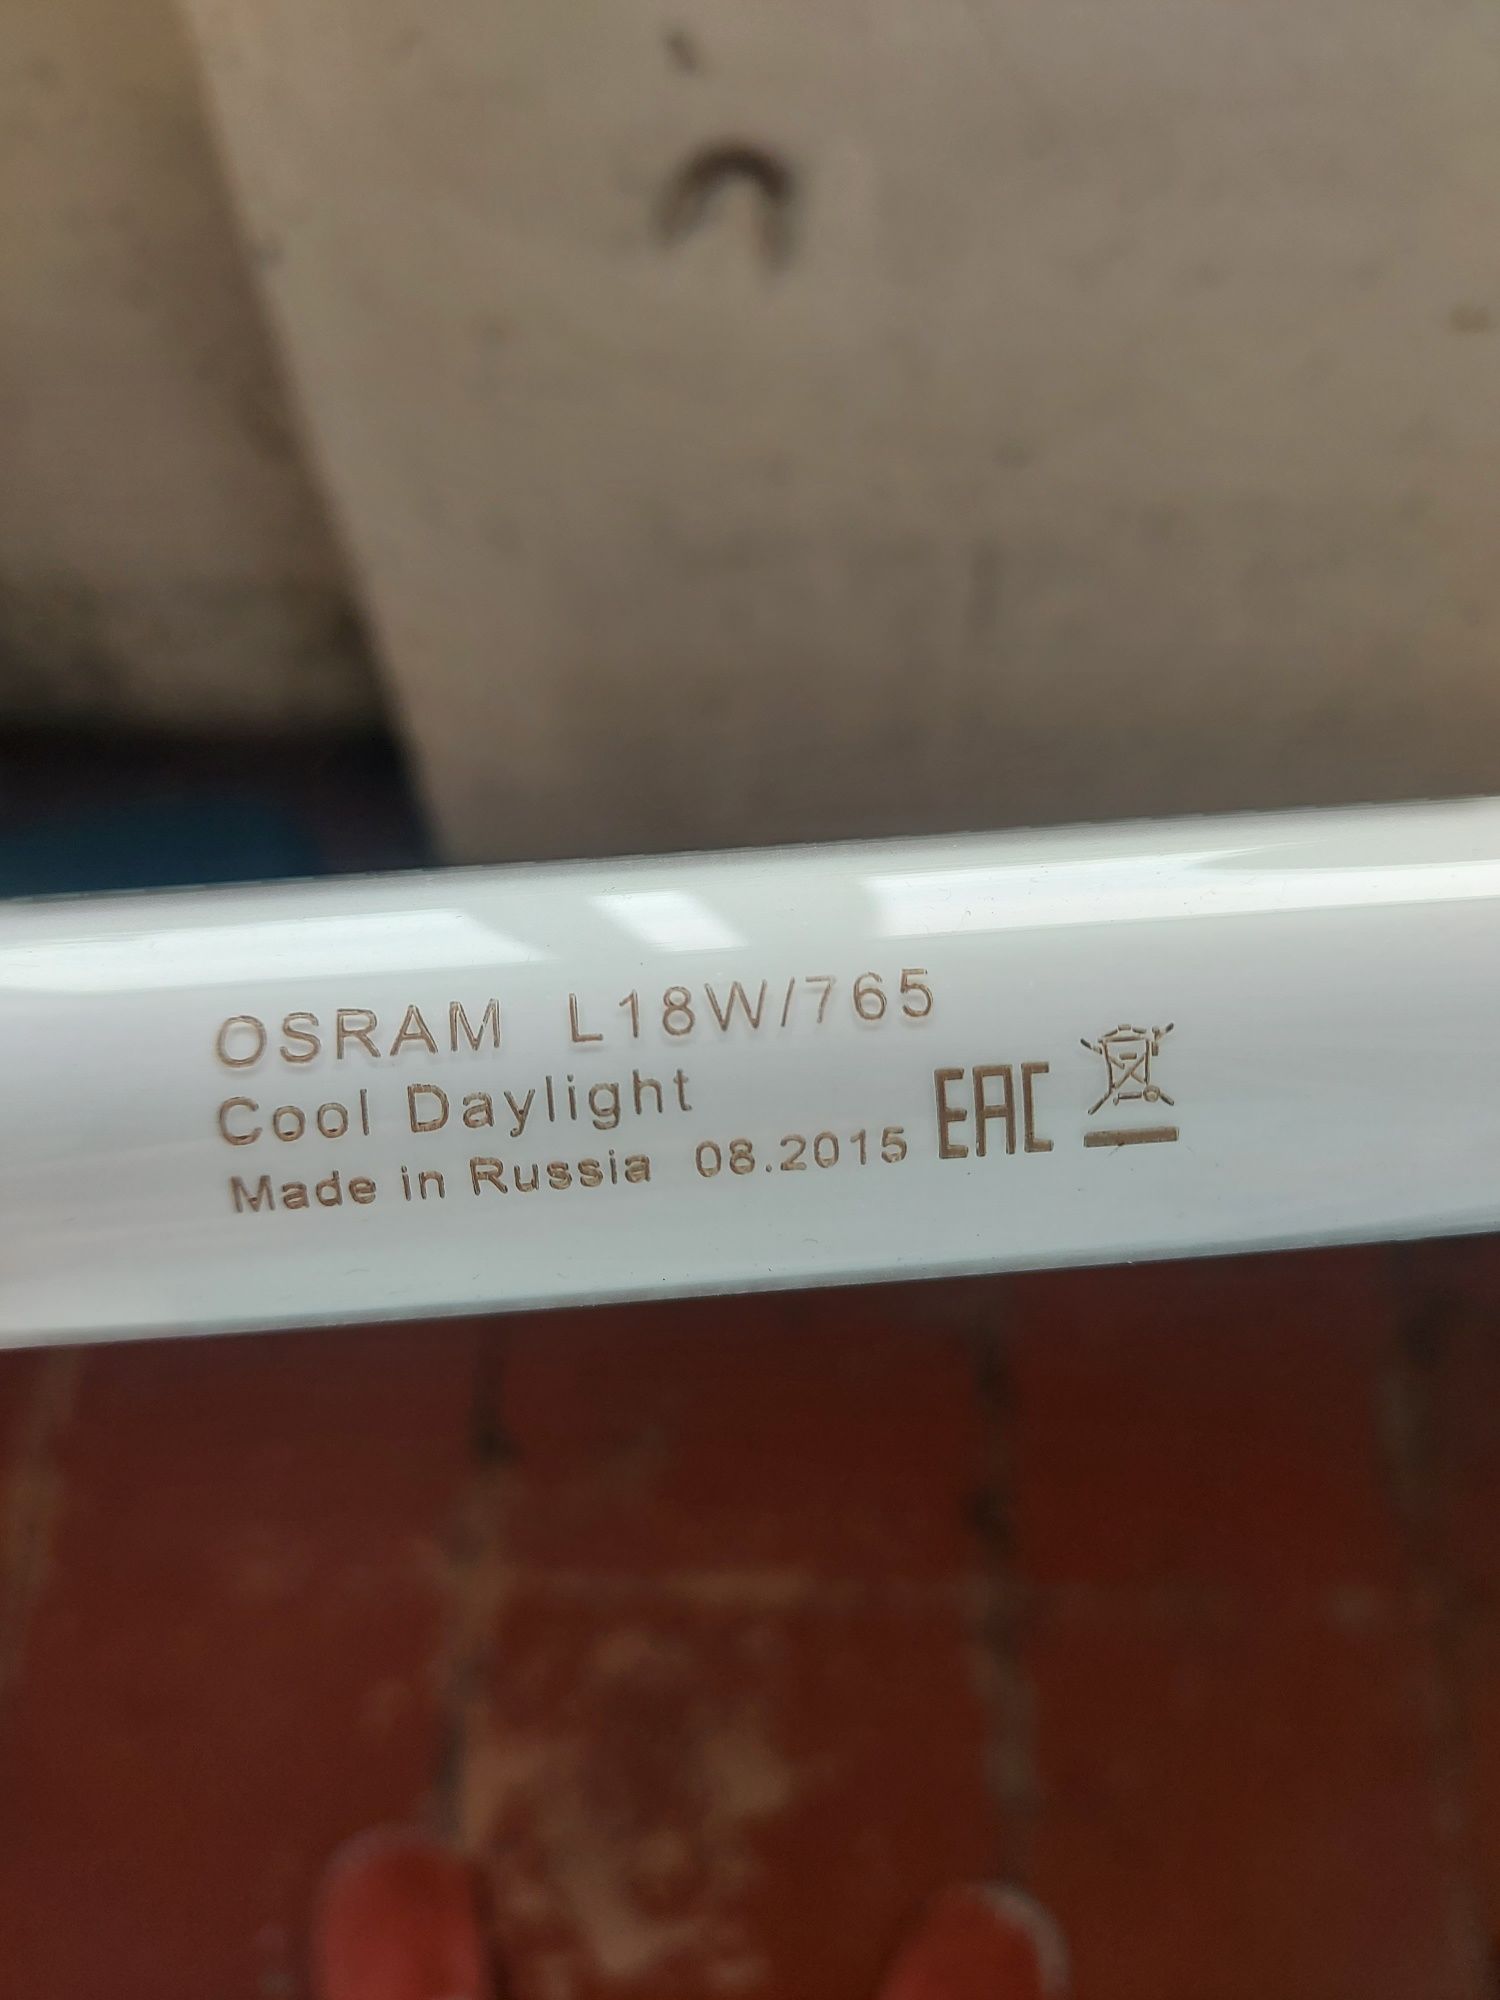 OSRAM L18W/765
Cool Daylight
Made in Russia 08.2015 EAC